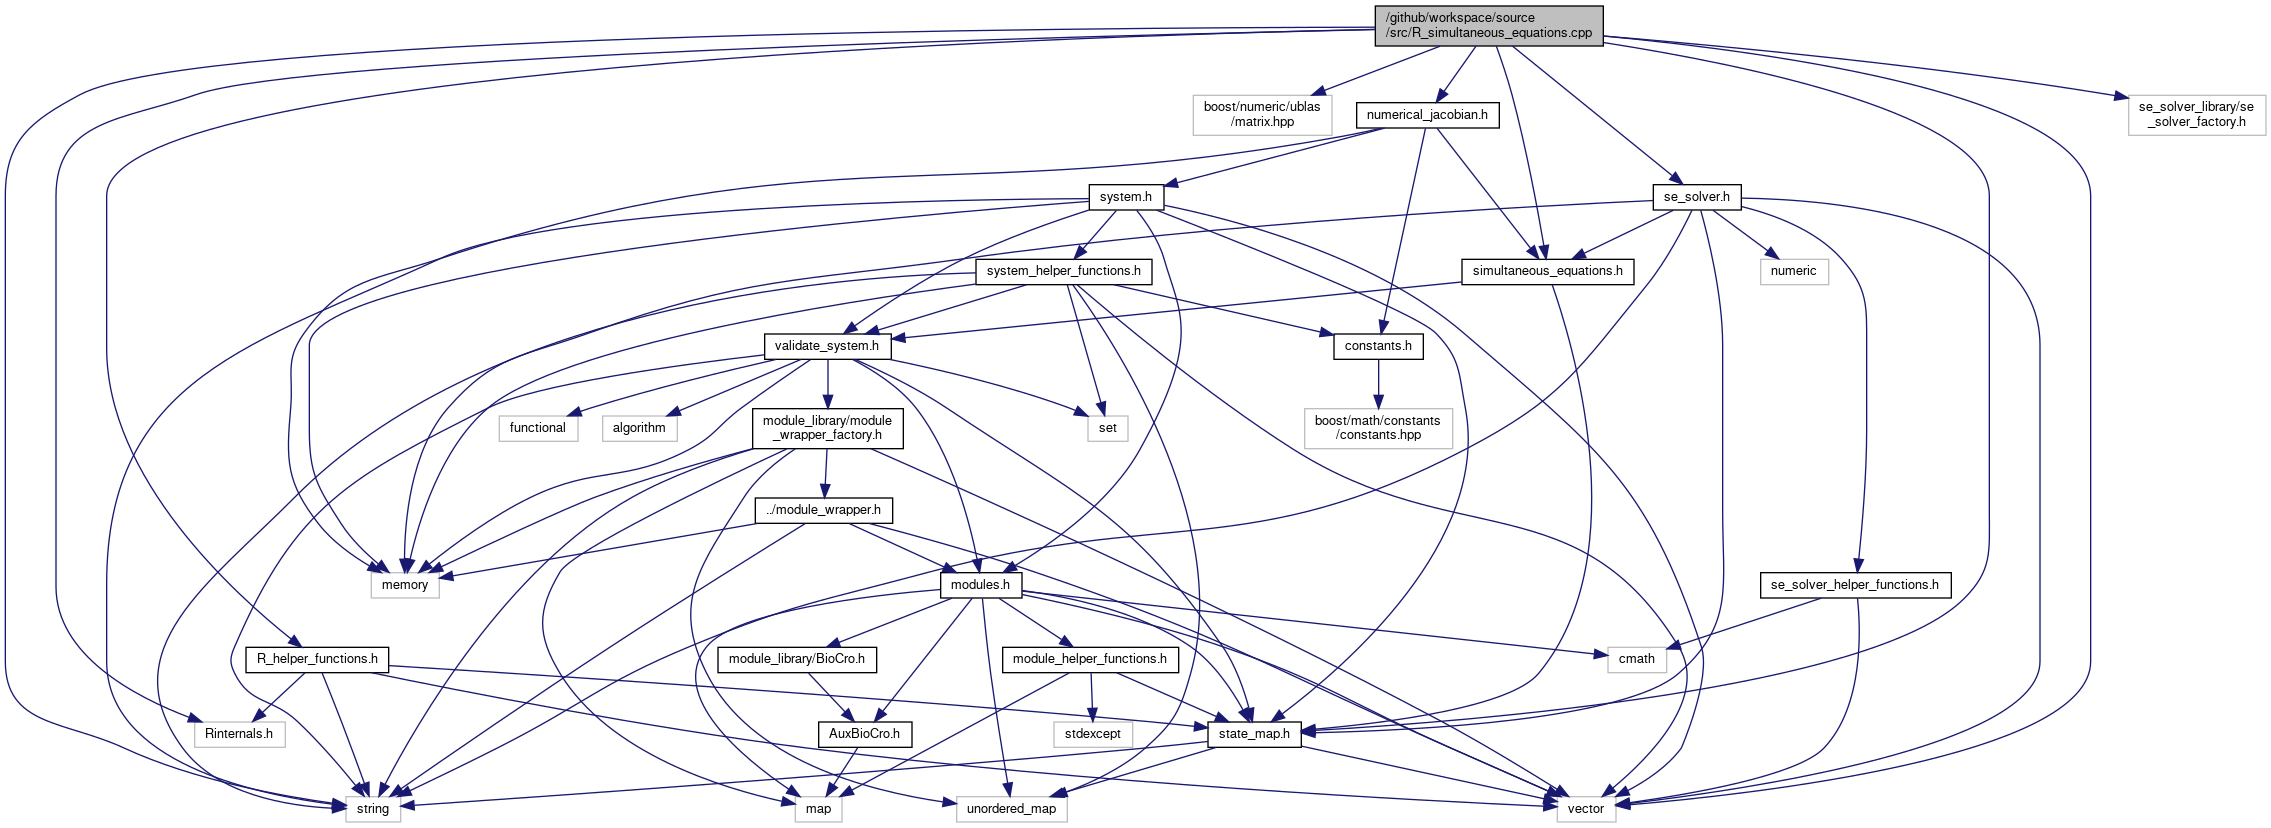 /github/workspace/source
/src/R_simultaneous_equations.cpp
boost/numeric/ublas
/matrix.hpp
numerical_jacobian.h
se_solver_library/se
_solver_factory.h
system.h
se_solver.h
system_helper_functions.h
simultaneous_equations.h
numeric
validate_system.h
constants.h
functional
algorithm
module_library/module
_wrapper_factory.h
set
boost/math/constants
/constants.hpp
../module_wrapper.h
memory
modules.h
se_solver_helper_functions.h
R_helper_functions.h
module_library/BioCro.h
module_helper_functions.h
cmath
Rinternals.h
AuxBioCro.h
stdexcept
state_map.h
string
map
unordered_map
vector